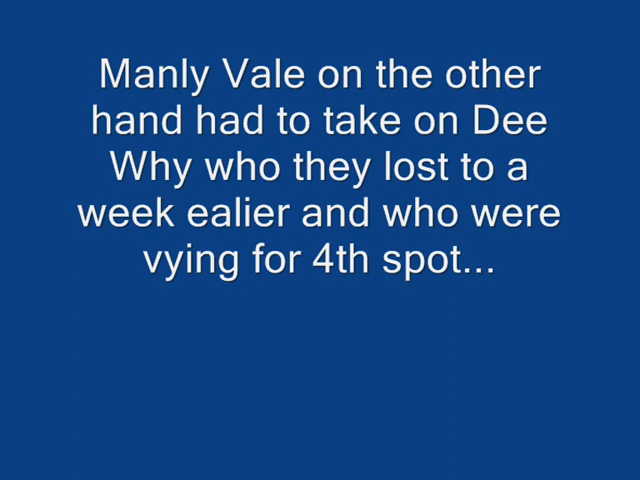 Manly Vale on the other
hand had to take on Dee
Why who they lost to a
week ealier and who were
vying for 4th spot...